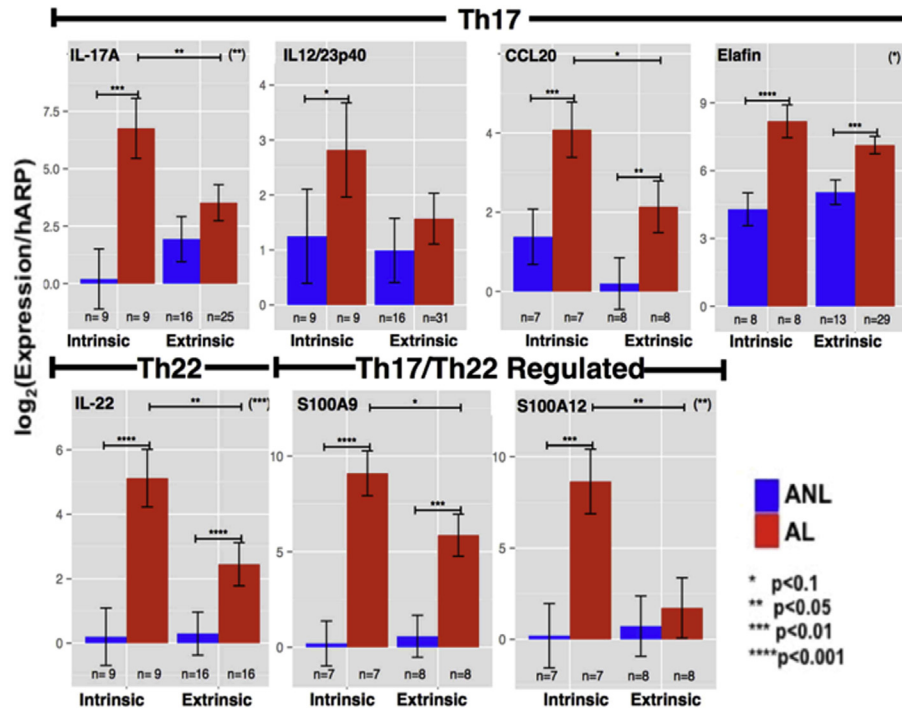 Th17
IL-17A ** (**)
IL12/23p40
CCL20 *
Elafin (*)
***
*
***
**
****
***
log2(Expression/hARP)
7.5
5.0
2.5
0.0
4
3
2
1
0
4
2
0
9
6
3
0
n= 9 n= 9 n=16 n=25
n= 9 n= 9 n=16 n=31
n=7 n=7 n=8 n=8
n= 8 n= 8 n=13 n=29
Intrinsic Extrinsic
Intrinsic Extrinsic
Intrinsic Extrinsic
Intrinsic Extrinsic
Th22
Th17/Th22 Regulated
IL-22 ** (***)
S100A9 *
S100A12 ** (**)
****
****
****
***
***
6
4
2
0
10
5
0
10
5
0
n= 9 n= 9 n=16 n=16
n=7 n=7 n=8 n=8
n=7 n=7 n=8 n=8
Intrinsic Extrinsic
Intrinsic Extrinsic
Intrinsic Extrinsic
ANL
AL
* p<0.1
** p<0.05
*** p<0.01
****p<0.001